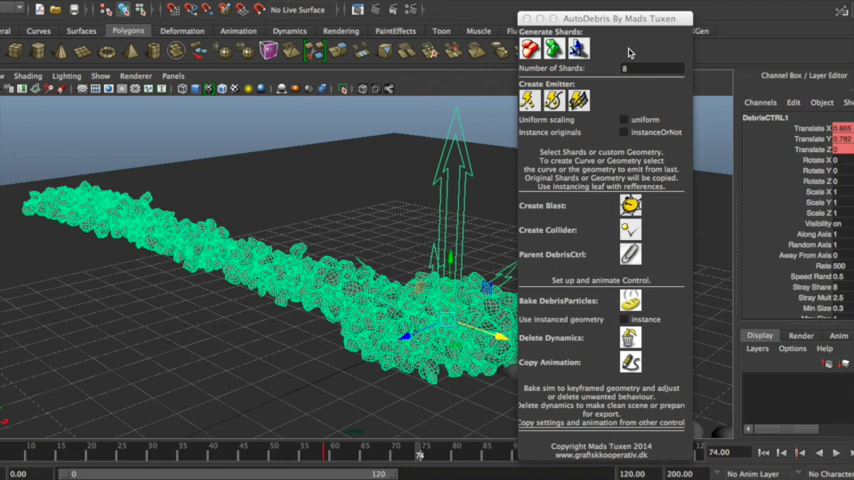 No Live Surface
Curves
Surfaces
Polygons
Deformation
Animation
Toon
Muscle
Shading
Lighting
Show
Renderer
Panels
AutoDebris By Mads Tuxen
Generate Shards:
Number of Shards:
8
Create Emitter:
Uniform scaling
uniform
Instance originals
instanceOrNot
Select Shards or custom Geometry.
To create Curve or Geometry select
the curve or the geometry to emit from last.
Original Shards or Geometry will be copied.
Use instancing leaf with refferences.
Create Blast:
Create Collider:
Parent DebrisCtrl:
Set up and animate Control.
Bake DebrisParticles:
Use instanced geometry
instance
Delete Dynamics:
Copy Animation:
Bake sim to keyframed geometry and adjust
or delete unwanted behaviour.
Delete dynamics to make clean scene or prepare
for export.
Copy settings and animation from other control
Copyright Mads Tuxen 2014
www.grafiskkooperativ.dk
Channel Box / Layer Editor
Channels
Edit
Object
DebrisCTRL1
Translate X 0.865
Translate Y 0.782
Translate Z 0
Rotate X 0
Rotate Y 0
Rotate Z 0
Scale X 1
Scale Y 1
Scale Z 1
Visibility on
Along Axis 1
Random Axis 1
Away From Axis 0
Rate 500
Speed Rand 0.5
Stray Share 8
Stray Mult 2.5
Min Size 0.3
Display
Render
Anim
Layers
Options
Help
10 15 20 25 30 35 40 45 50 55 60 65 70 75 80 85
74
74.00
0.00
0
120
120.00
200.00
No Anim Layer